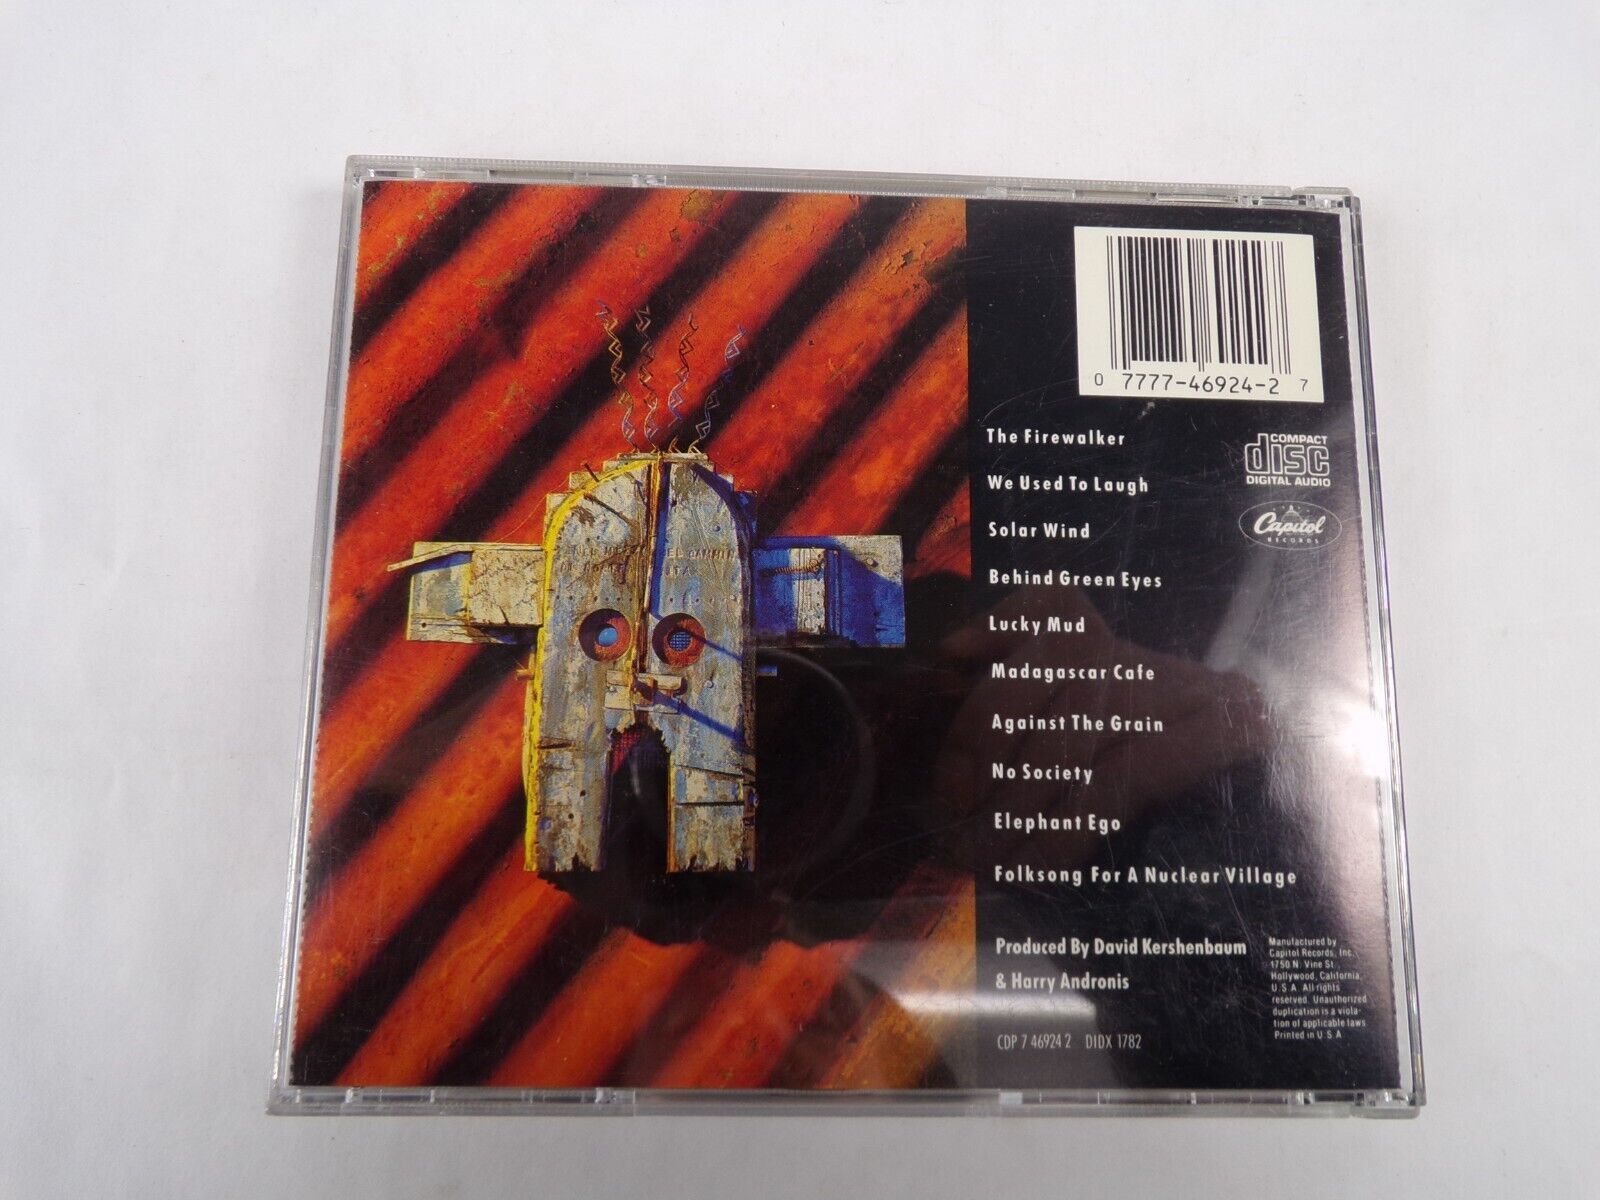 0 7777-46924-2 7
The Firewalker
COMPACT
disc
DIGITAL AUDIO
We Used To Laugh
Capitol
RECORDS
Solar Wind
Behind Green Eyes
Lucky Mud
Madagascar Cafe
Against The Grain
No Society
Elephant Ego
Folksong For A Nuclear Village
Produced By David Kershenbaum
& Harry Andronis
Manufactured by
Capitol Records, Inc.
1750 N. Vine St.
Hollywood, California,
U.S.A. All rights
reserved. Unauthorized
duplication is a viola-
tion of applicable laws
Printed in U.S.A.
CDP 7 46924 2 DIDX 1782